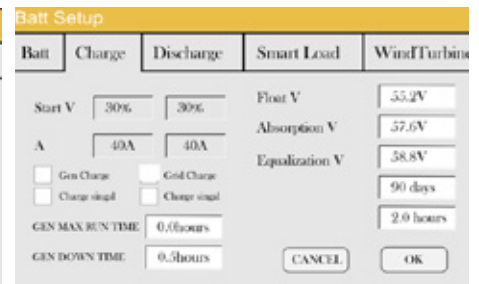 Batt Setup
Batt Charge Discharge Smart Load WindTurbine
Start V 30% 30%
A 40A 40A
Gen Charge Grid Charge
Charge singal Charge singal
GEN MAX RUN TIME 0.0hours
GEN DOWN TIME 0.5hours
Float V 55.2V
Absorption V 57.6V
Equalization V 58.8V
90 days
2.0 hours
CANCEL OK